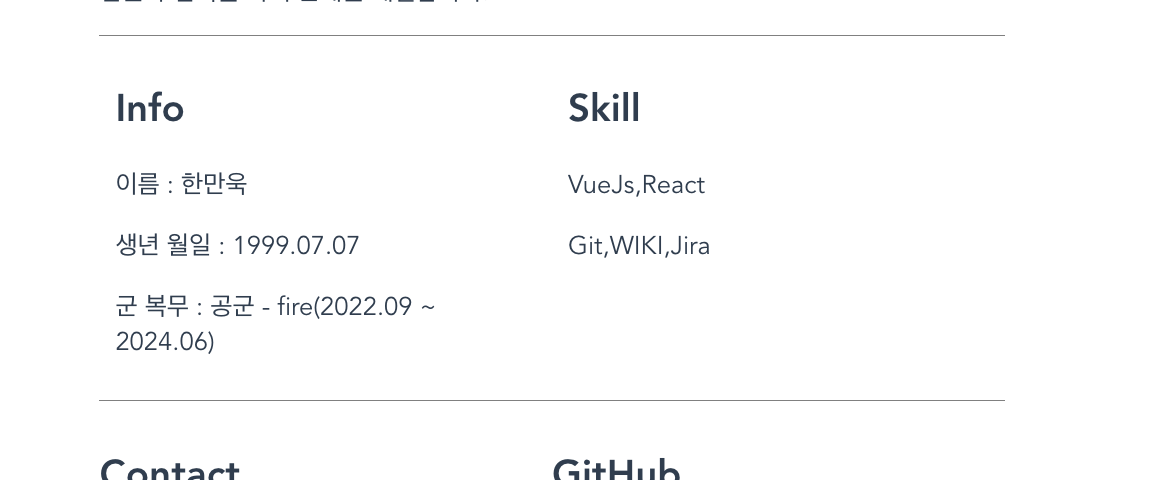 Info
이름 : 한만욱
생년 월일 : 1999.07.07
군 복무 : 공군 - fire(2022.09 ~
2024.06)
Skill
VueJs,React
Git,WIKI,Jira
Contact
GitHub